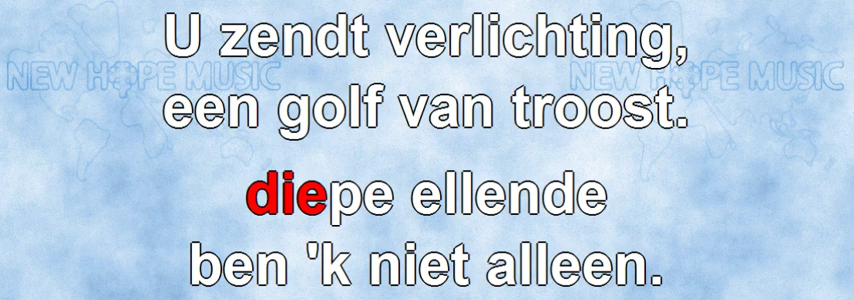 U zendt verlichting,
NEW HOPE MUSIC NEW HOPE MUSIC
een golf van troost.
diepe ellende
ben 'k niet alleen.